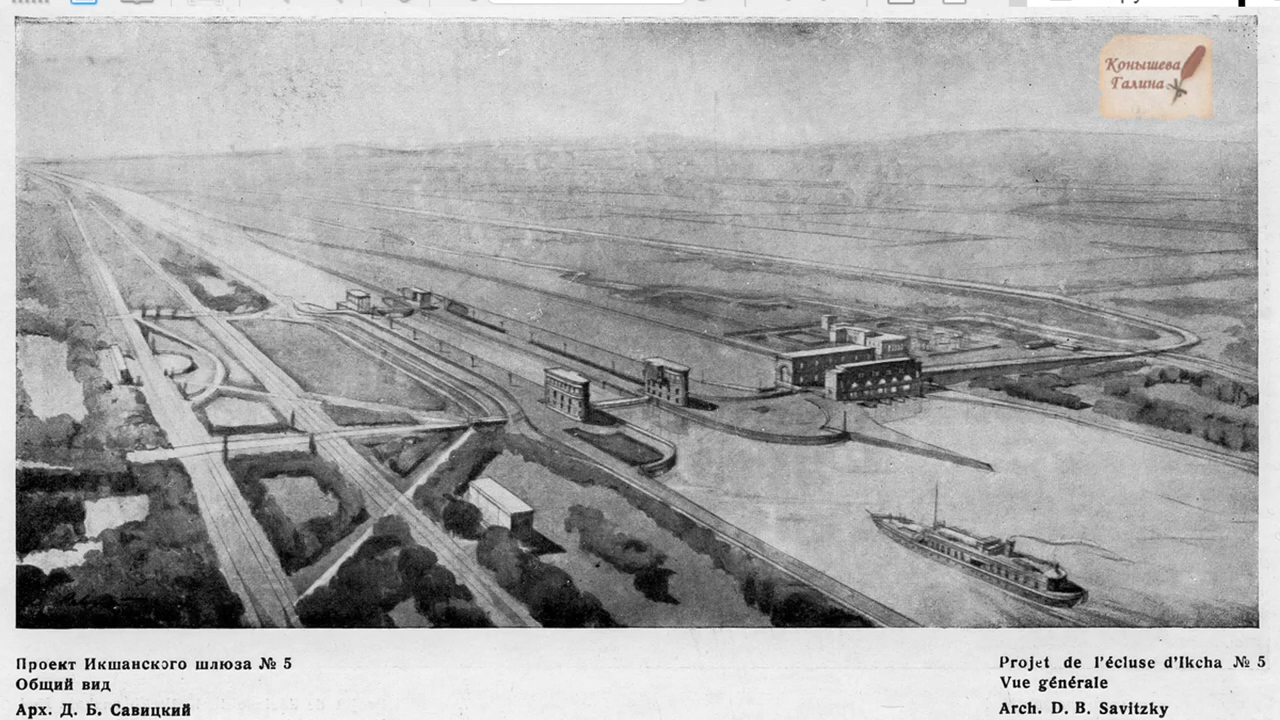 Конышева
Галина
Проект Икшанского шлюза № 5
Общий вид
Арх. Д. Б. Савицкий
Projet de l'écluse d'Ikcha № 5
Vue générale
Arch. D. B. Savitzky